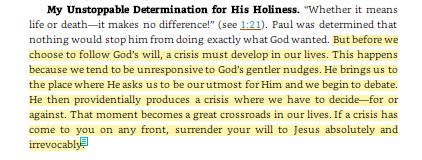 My Unstoppable Determination for His Holiness. “Whether it means
life or death—it makes no difference!” (see 1:21). Paul was determined that
nothing would stop him from doing exactly what God wanted. But before we
choose to follow God’s will, a crisis must develop in our lives. This happens
because we tend to be unresponsive to God’s gentler nudges. He brings us to
the place where He asks us to be our utmost for Him and we begin to debate.
He then providentially produces a crisis where we have to decide—for or
against. That moment becomes a great crossroads in our lives. If a crisis has
come to you on any front, surrender your will to Jesus absolutely and
irrevocably.